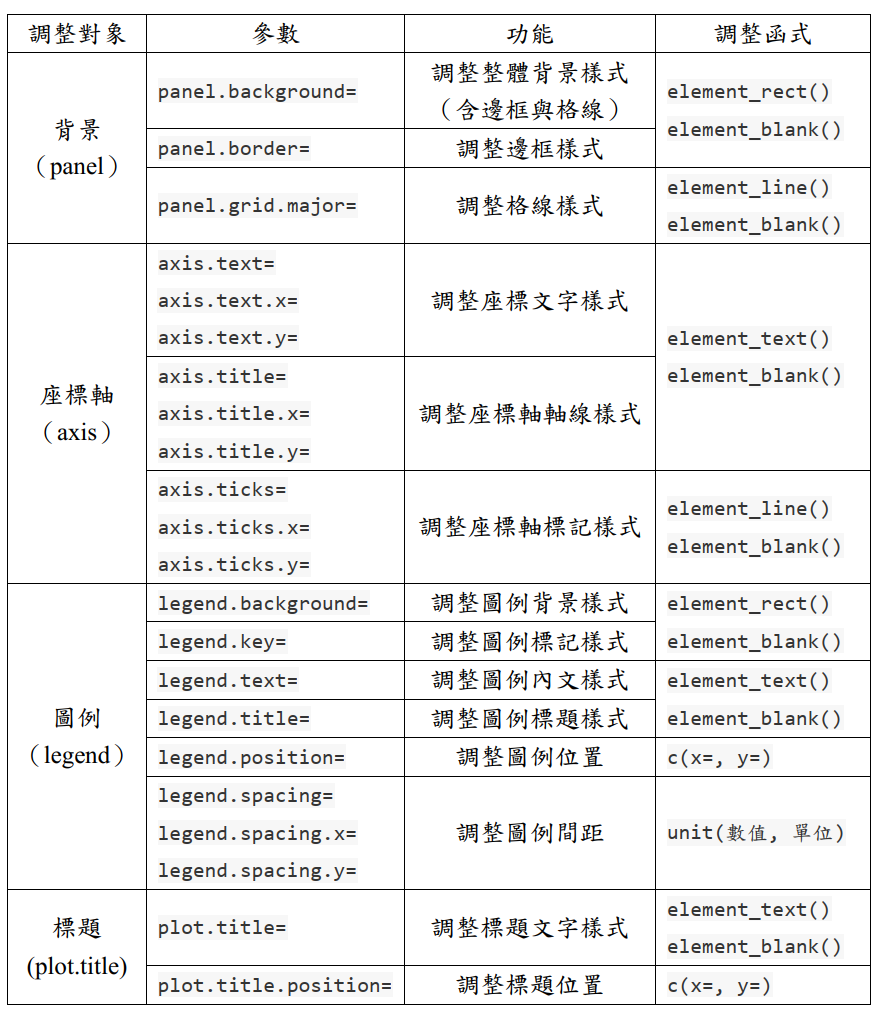 調整對象 參數 功能 調整函式
背景
（panel）
panel.background=
調整整體背景樣式
（含邊框與格線）
element_rect()
element_blank()
panel.border=
調整邊框樣式
panel.grid.major=
調整格線樣式
element_line()
element_blank()
座標軸
（axis）
axis.text=
axis.text.x=
axis.text.y=
調整座標文字樣式
element_text()
element_blank()
axis.title=
axis.title.x=
axis.title.y=
調整座標軸軸線樣式
axis.ticks=
axis.ticks.x=
axis.ticks.y=
調整座標軸標記樣式
element_line()
element_blank()
圖例
（legend）
legend.background=
調整圖例背景樣式
element_rect()
element_blank()
legend.key=
調整圖例標記樣式
legend.text=
調整圖例內文樣式
element_text()
element_blank()
legend.title=
調整圖例標題樣式
legend.position=
調整圖例位置
c(x=, y=)
legend.spacing=
legend.spacing.x=
legend.spacing.y=
調整圖例間距
unit(數值, 單位)
標題
(plot.title)
plot.title=
調整標題文字樣式
element_text()
element_blank()
plot.title.position=
調整標題位置
c(x=, y=)